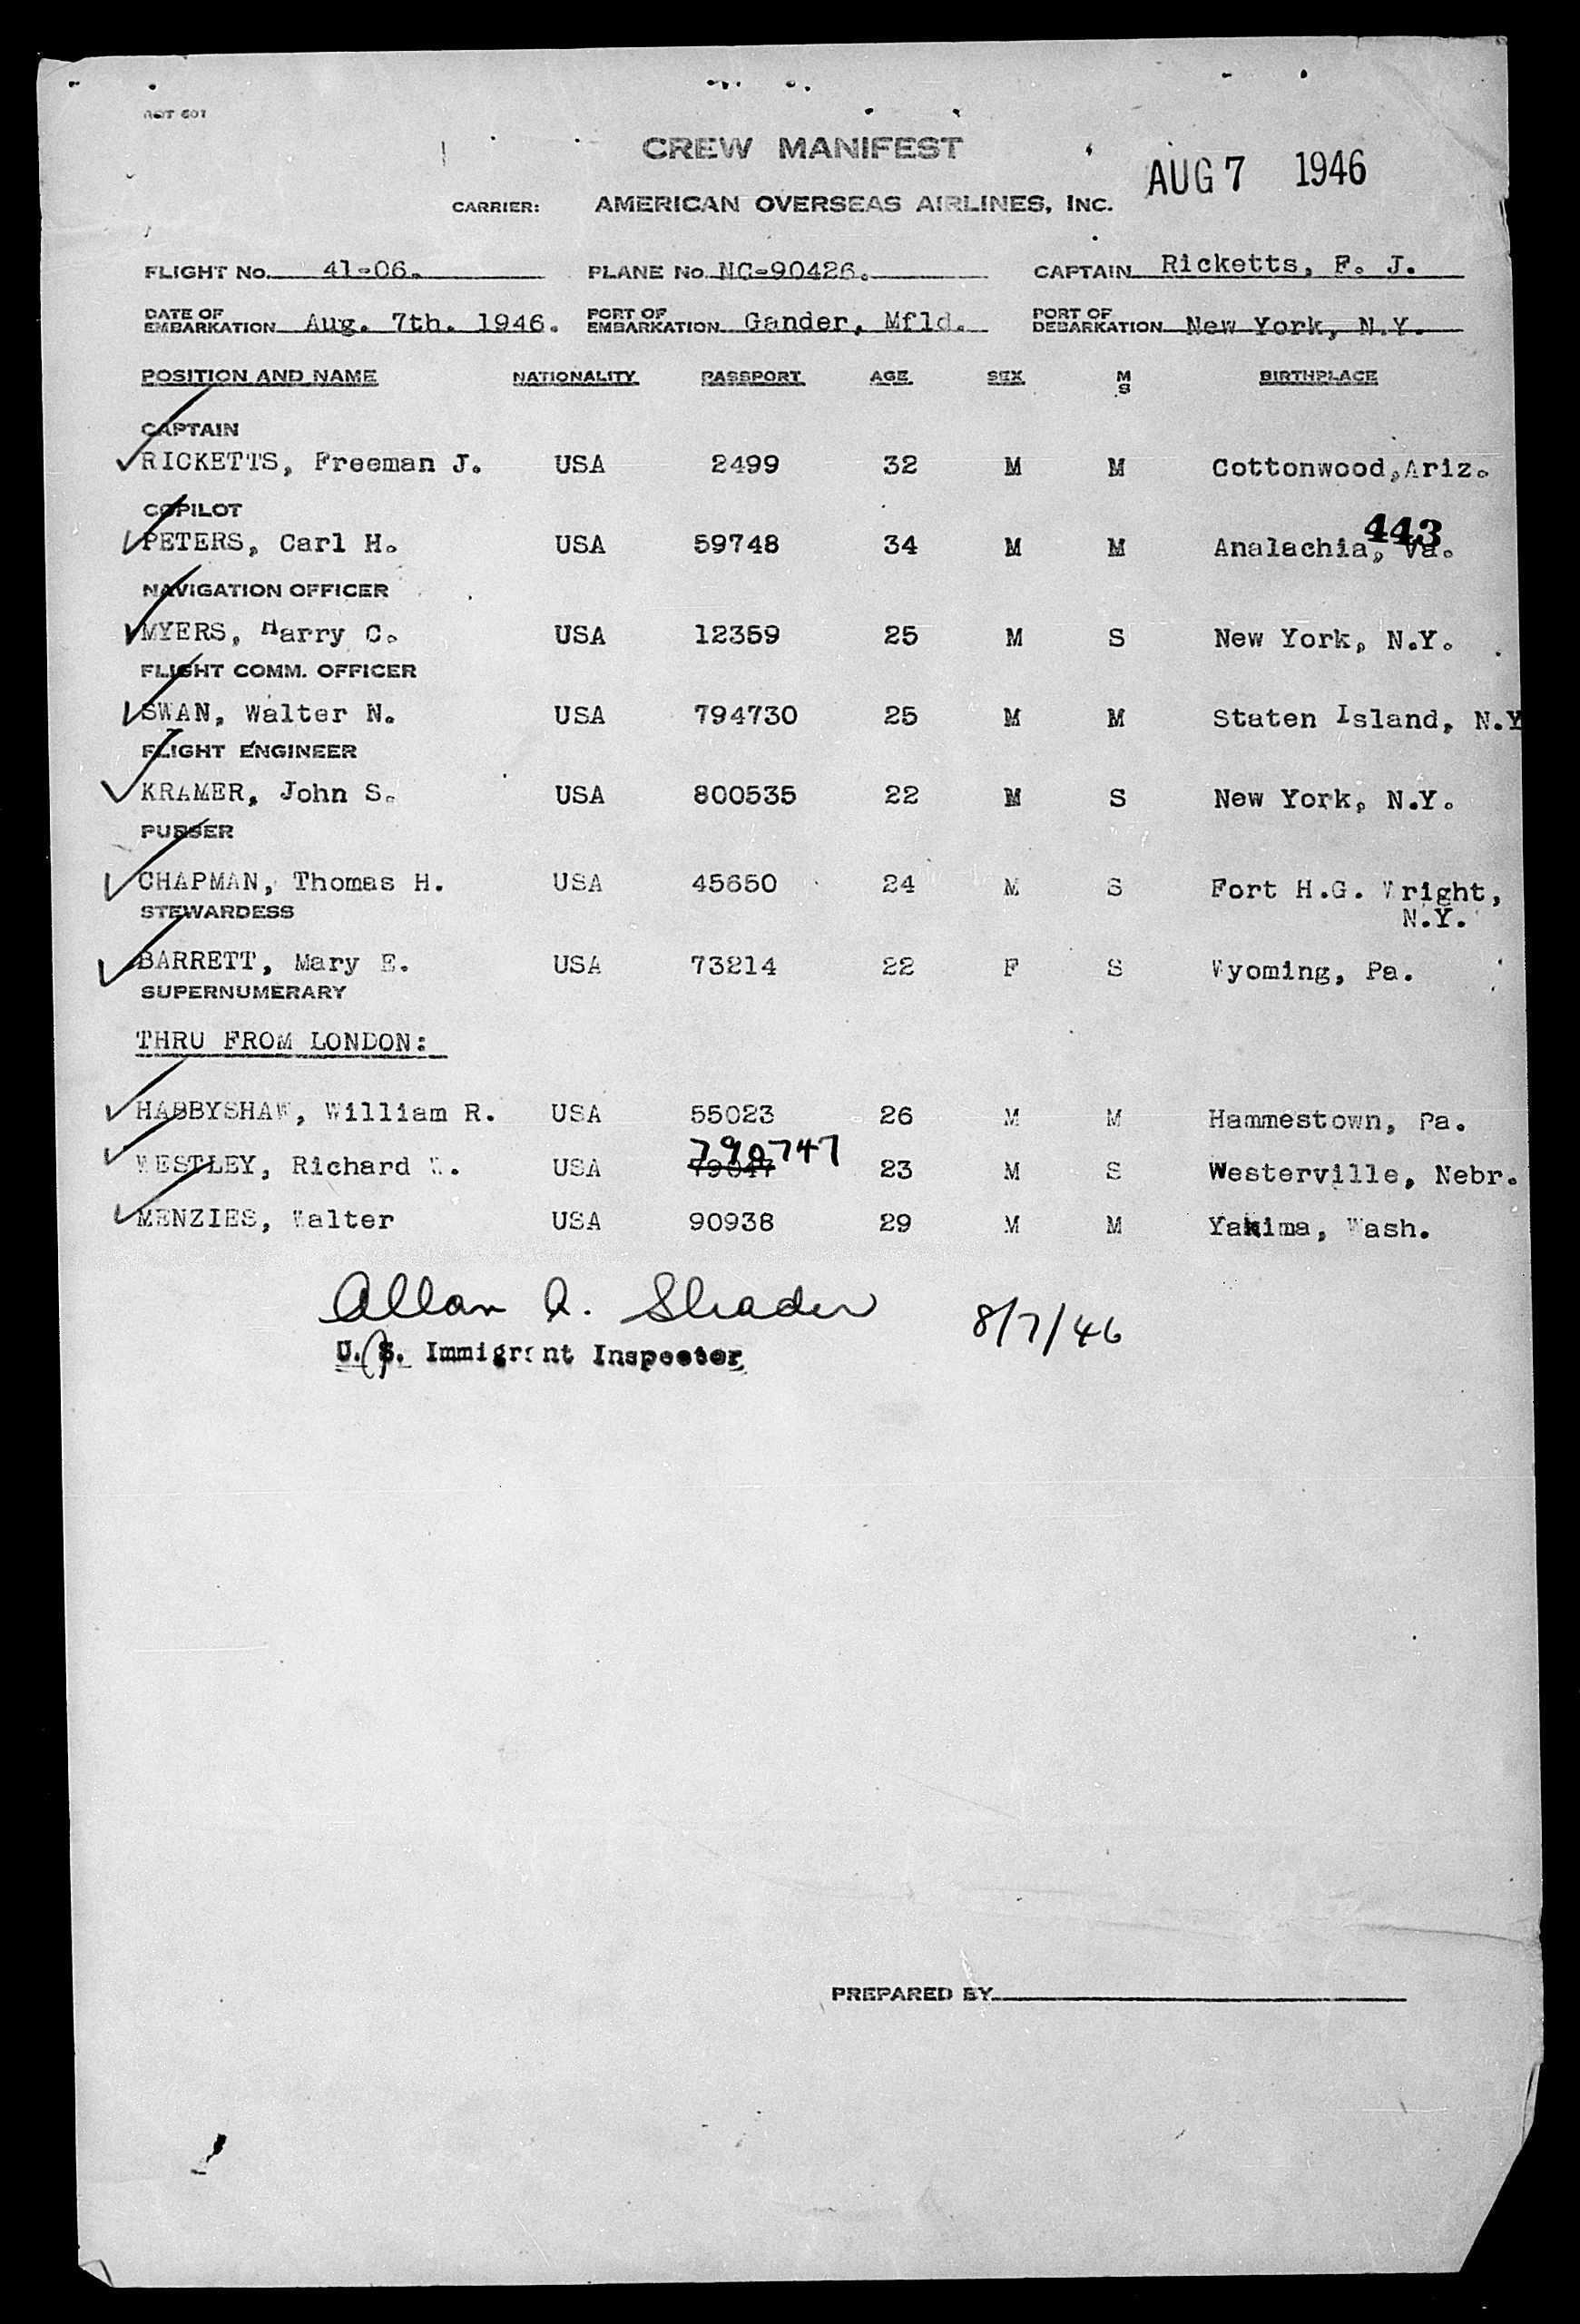 CREW MANIFEST
AUG 7 1946
CARRIER: AMERICAN OVERSEAS AIRLINES, INC.
FLIGHT No. 41-06. PLANE No. NC-90426. CAPTAIN Ricketts, F. J.
DATE OF EMBARKATION Aug. 7th. 1946. PORT OF EMBARKATION Gander, Mfld. PORT OF DEBARKATION New York, N.Y.
POSITION AND NAME NATIONALITY PASSPORT AGE SEX M S BIRTHPLACE
CAPTAIN
RICKETTS, Freeman J. USA 2499 32 M M Cottonwood,Ariz.
COPILOT
443
PETERS, Carl H. USA 59748 34 M M Analachia, Va.
NAVIGATION OFFICER
MYERS, Harry C. USA 12359 25 M S New York, N.Y.
FLIGHT COMM. OFFICER
SWAN, Walter N. USA 794730 25 M M Staten Island, N.Y
FLIGHT ENGINEER
KRAMER, John S. USA 800535 22 M S New York, N.Y.
PURSER
CHAPMAN, Thomas H. USA 45650 24 M S Fort H.G. Wright,
N.Y.
STEWARDESS
BARRETT, Mary E. USA 73214 22 F S Wyoming, Pa.
SUPERNUMERARY
THRU FROM LONDON:
HABBYSHAW, William R. USA 55023 26 M M Hammestown, Pa.
790747
WESTLEY, Richard W. USA 79047 23 M S Westerville, Nebr.
MENZIES, Walter USA 90938 29 M M Yakima, Wash.
Allan A. Shader 8/7/46
U. S. Immigrant Inspector
PREPARED BY